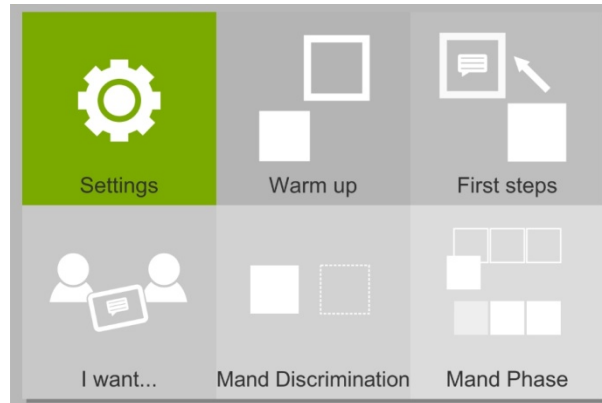 Settings
Warm up
First steps
I want...
Mand Discrimination
Mand Phase